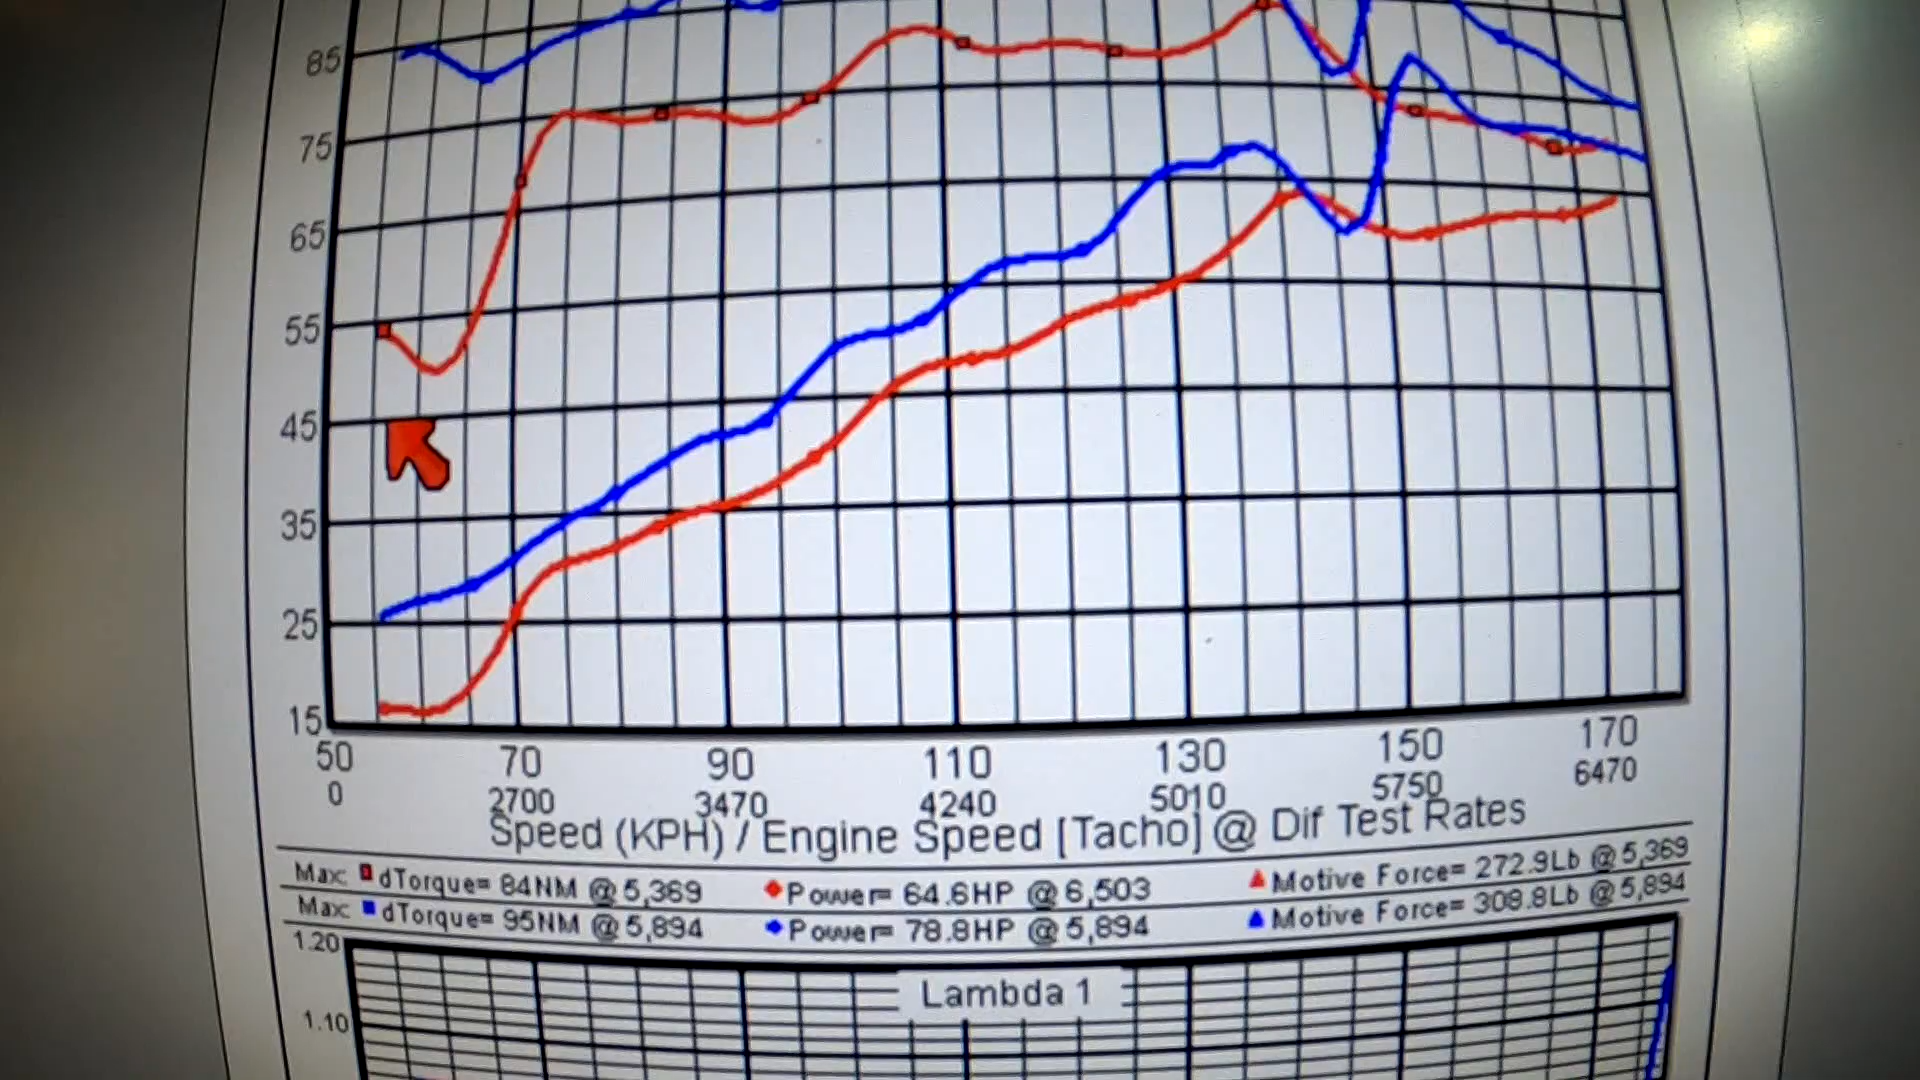 85
75
65
55
45
35
25
15
50 70 90 110 130 150 170
0 2700 3470 4240 5010 5750 6470
Speed (KPH) / Engine Speed [Tacho] @ Dif Test Rates
Max: dTorque= 84NM @ 5,369 Power= 64.6HP @ 6,503 Motive Force= 272.9Lb @ 5,369
Max: dTorque= 95NM @ 5,894 Power= 78.8HP @ 5,894 Motive Force= 308.8Lb @ 5,894
1.20
Lambda 1
1.10